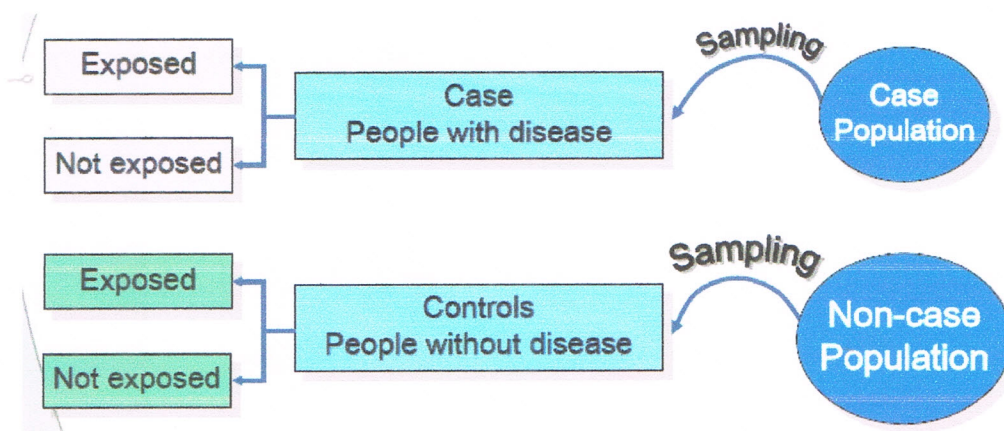 Exposed
Not exposed
Case
People with disease
Sampling
Case
Population
Exposed
Not exposed
Controls
People without disease
Sampling
Non-case
Population